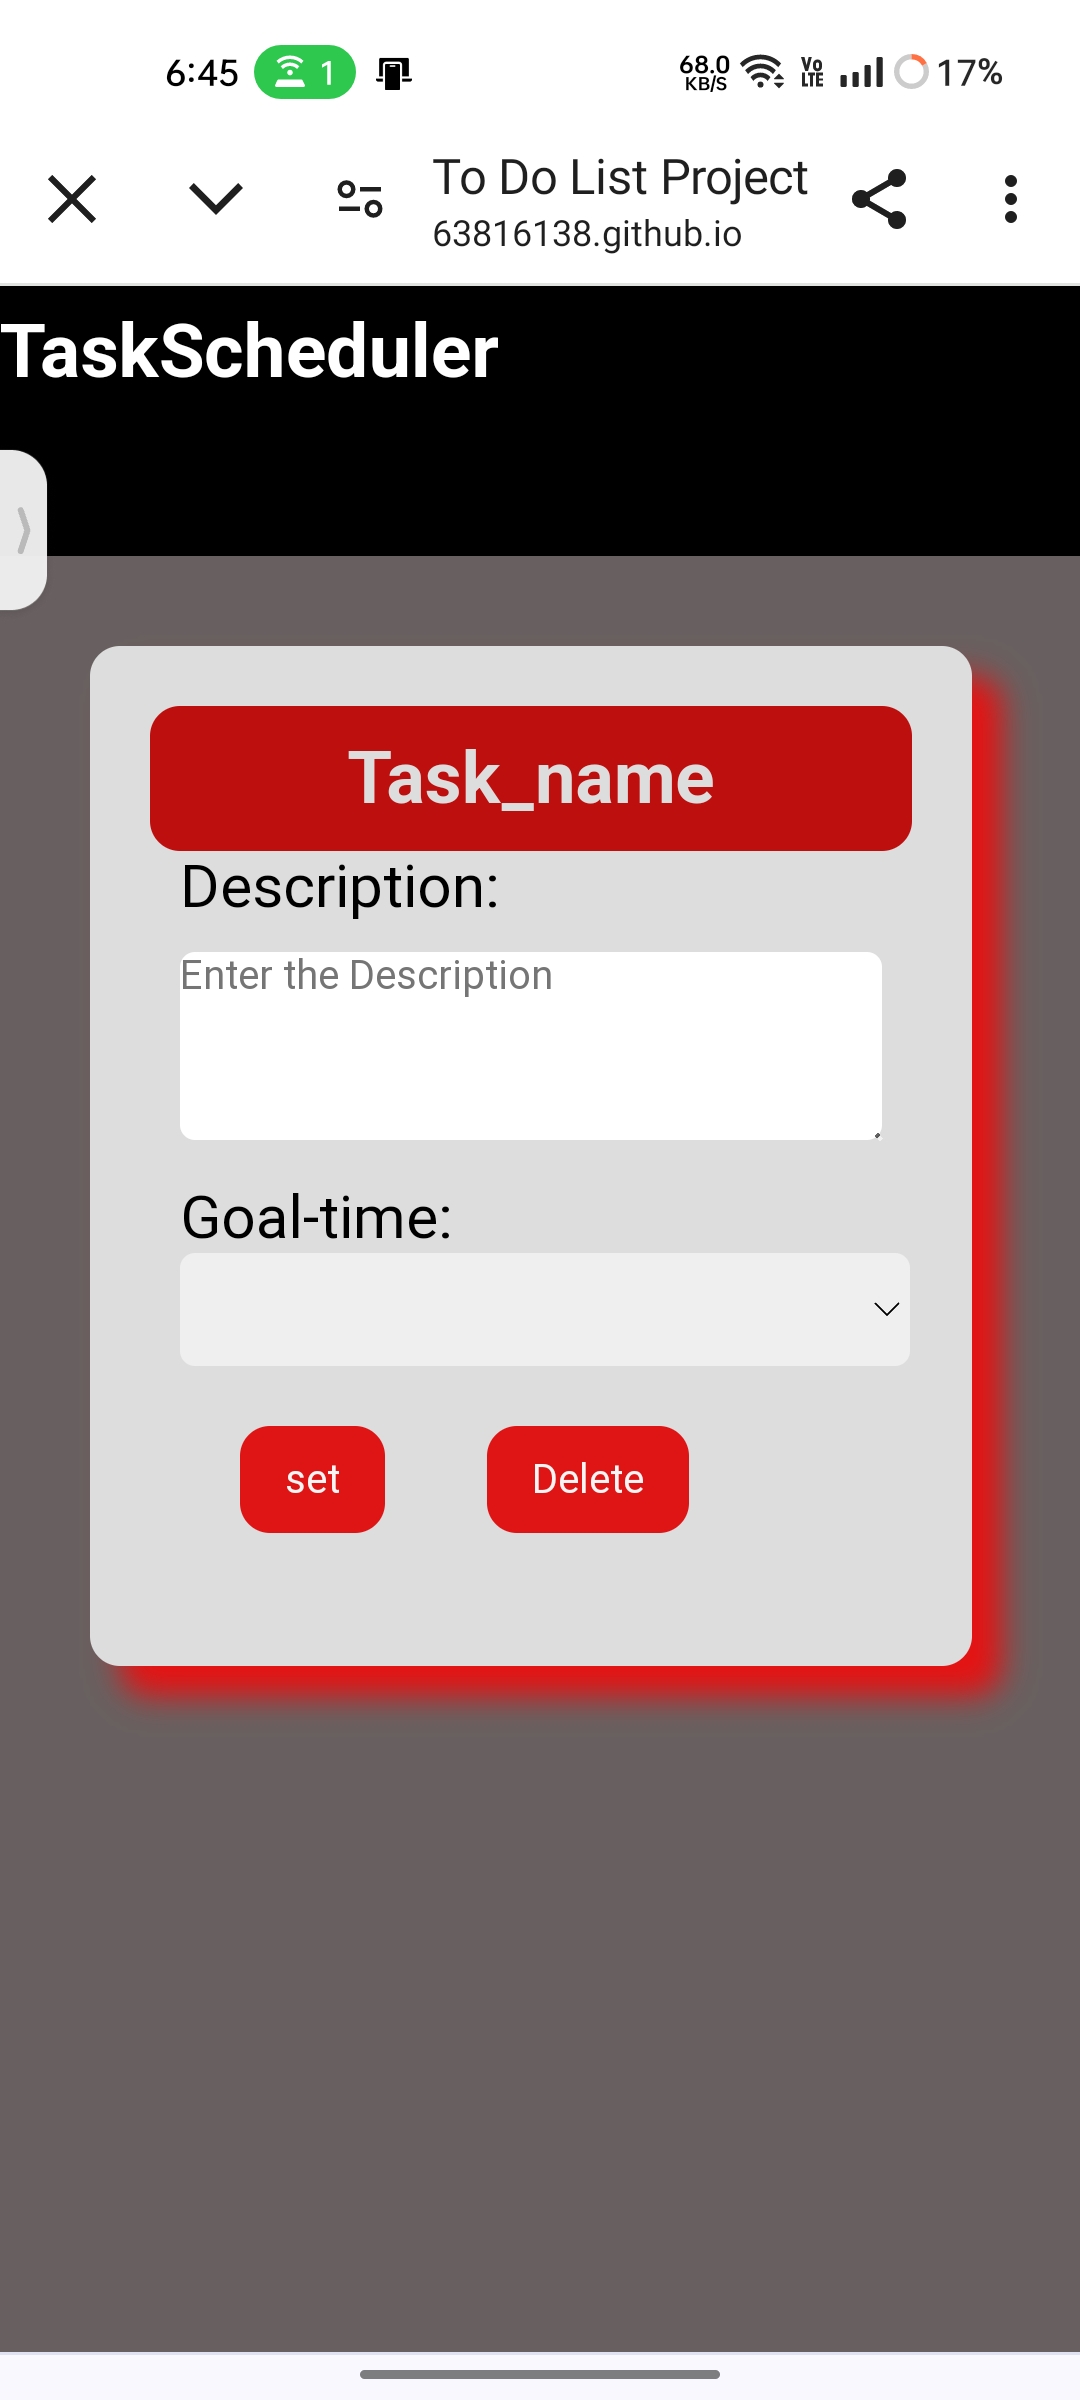 6:45 1 68.0 KB/S Vo LTE 17%
To Do List Project
63816138.github.io
TaskScheduler
Task_name
Description:
Enter the Description
Goal-time:
set Delete